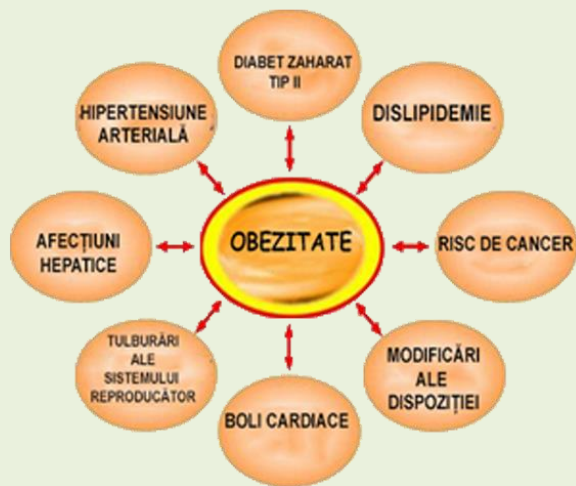 DIABET ZAHARAT
TIP II
HIPERTENSIUNE
ARTERIALĂ
DISLIPIDEMIE
AFECȚIUNI
HEPATICE
OBEZITATE
RISC DE CANCER
TULBURĂRI
ALE
SISTEMULUI
REPRODUCĂTOR
MODIFICĂRI
ALE
DISPOZIȚIEI
BOLI CARDIACE